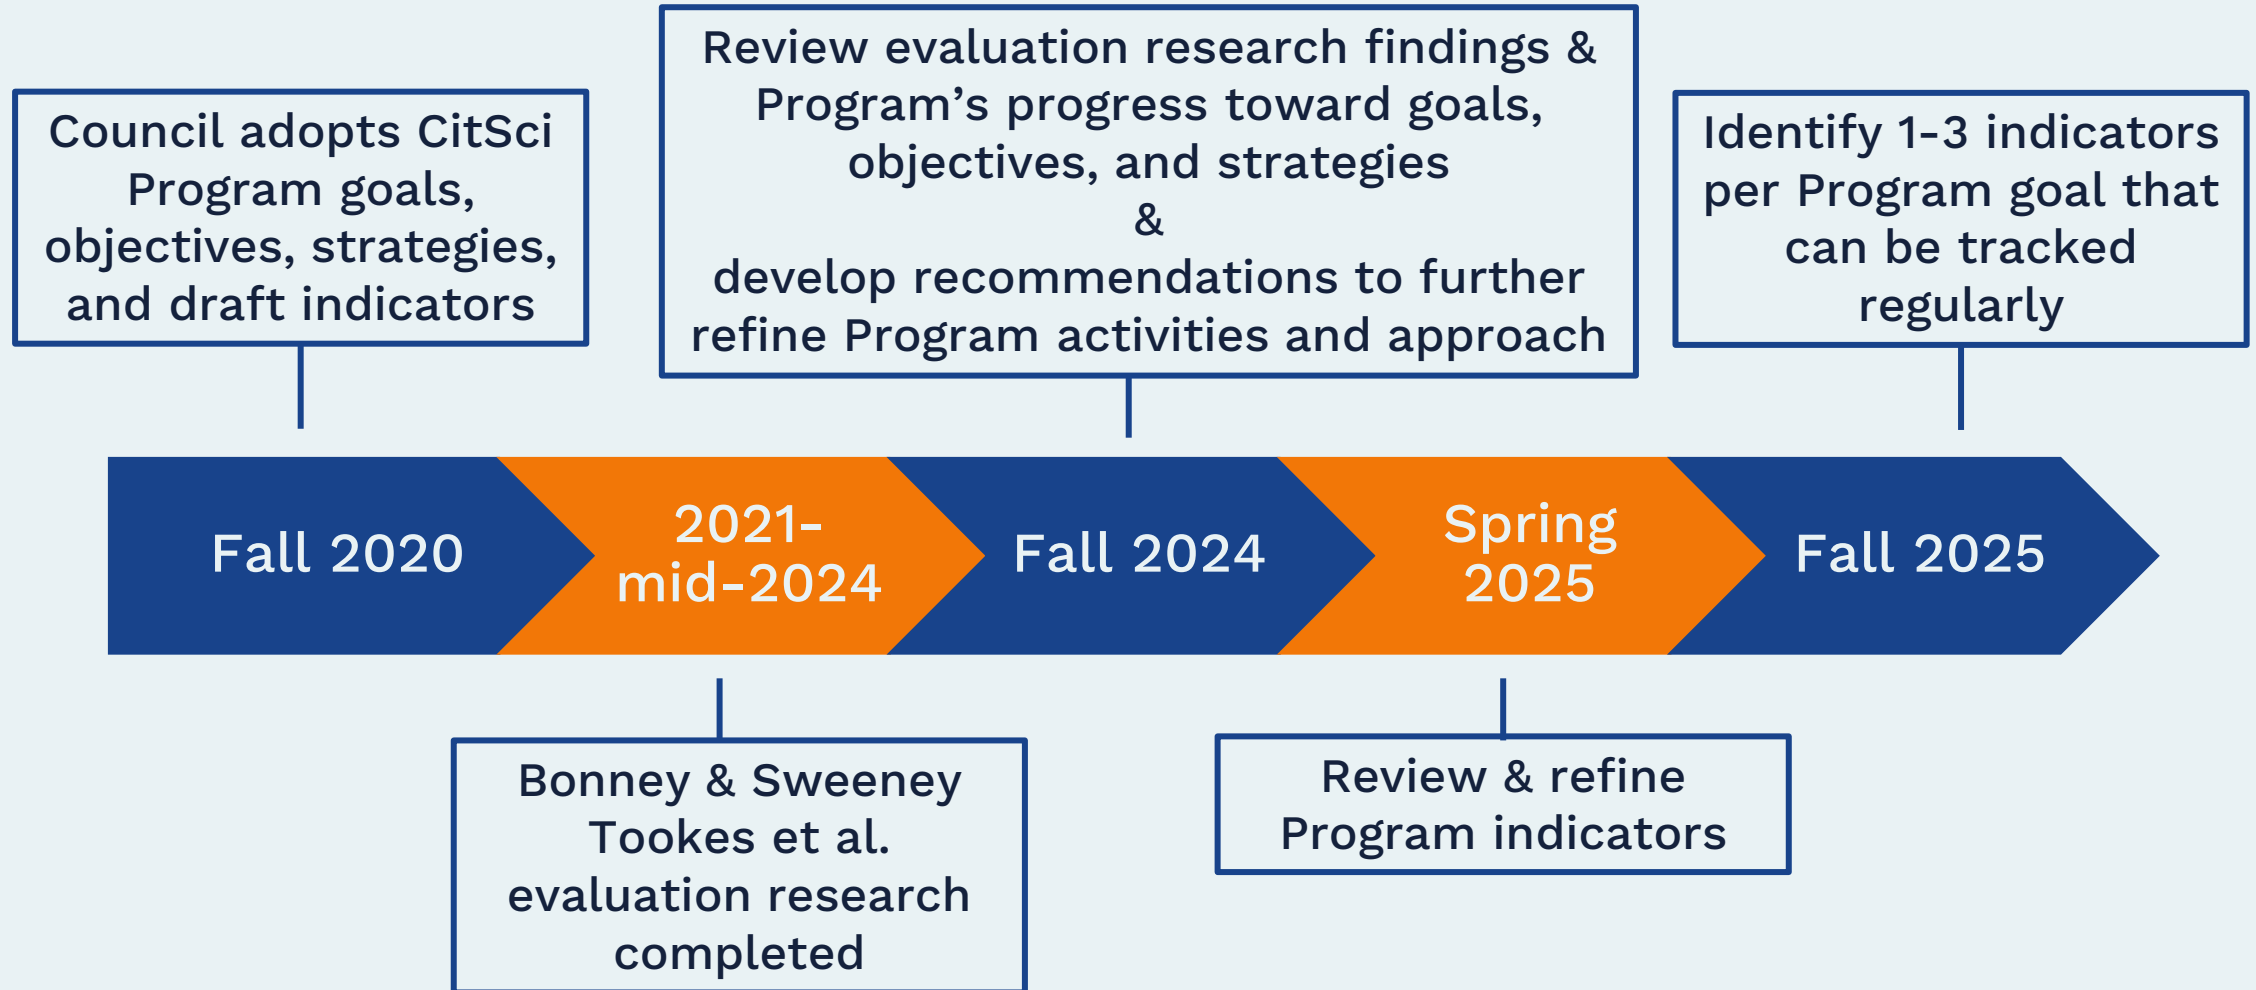 Council adopts CitSci
Program goals,
objectives, strategies,
and draft indicators
Review evaluation research findings &
Program’s progress toward goals,
objectives, and strategies
&
develop recommendations to further
refine Program activities and approach
Identify 1-3 indicators
per Program goal that
can be tracked
regularly
Fall 2020
2021-
mid-2024
Fall 2024
Spring
2025
Fall 2025
Bonney & Sweeney
Tookes et al.
evaluation research
completed
Review & refine
Program indicators